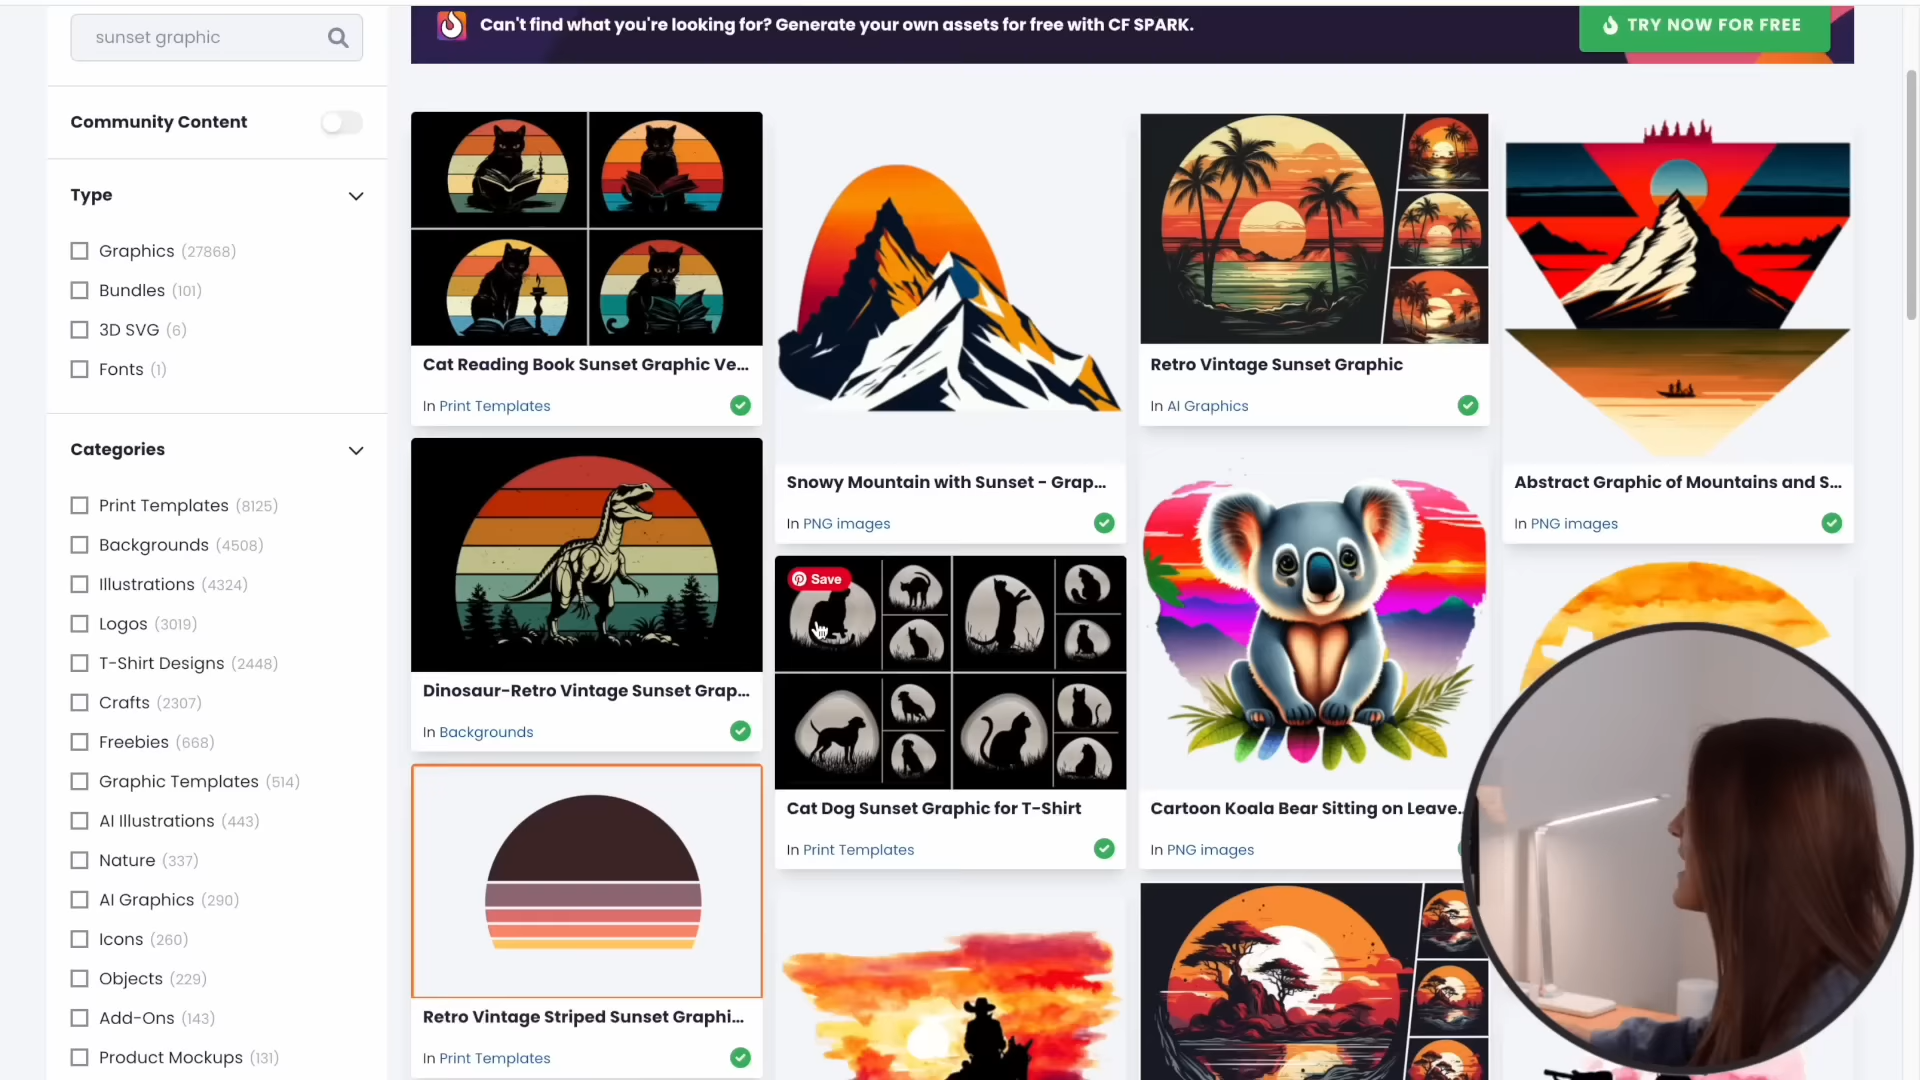 sunset graphic
Can't find what you're looking for? Generate your own assets for free with CF SPARK.
TRY NOW FOR FREE
Community Content
Type
Graphics (27868)
Bundles (101)
3D SVG (6)
Fonts (1)
Categories
Print Templates (8125)
Backgrounds (4508)
Illustrations (4324)
Logos (3019)
T-Shirt Designs (2448)
Crafts (2307)
Freebies (668)
Graphic Templates (514)
AI Illustrations (443)
Nature (337)
AI Graphics (290)
Icons (260)
Objects (229)
Add-Ons (143)
Product Mockups (131)
Cat Reading Book Sunset Graphic Ve...
In Print Templates
Dinosaur-Retro Vintage Sunset Grap...
In Backgrounds
Retro Vintage Striped Sunset Graphi...
In Print Templates
Snowy Mountain with Sunset - Grap...
In PNG images
Save
Cat Dog Sunset Graphic for T-Shirt
In Print Templates
Retro Vintage Sunset Graphic
In AI Graphics
Cartoon Koala Bear Sitting on Leave...
In PNG images
Abstract Graphic of Mountains and S...
In PNG images